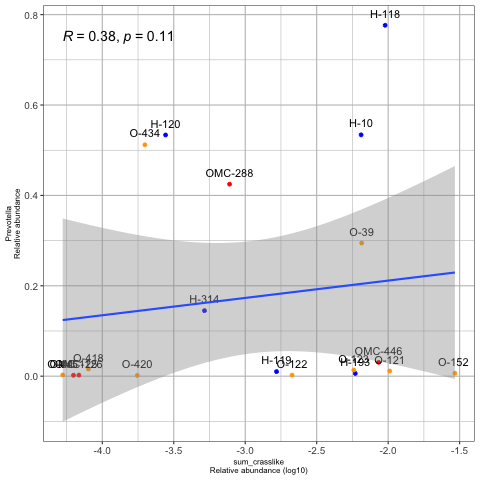 H-118
R = 0.38, p = 0.11
H-120
O-434
H-10
OMC-288
O-39
H-314
OMC-446
O-418
O-420
H-119
O-122
H-193
O-121
O-152
0.8
0.6
0.4
0.2
0.0
Prevotella
Relative abundance
-4.0
-3.5
-3.0
-2.5
-2.0
-1.5
sum_crasslike
Relative abundance (log10)